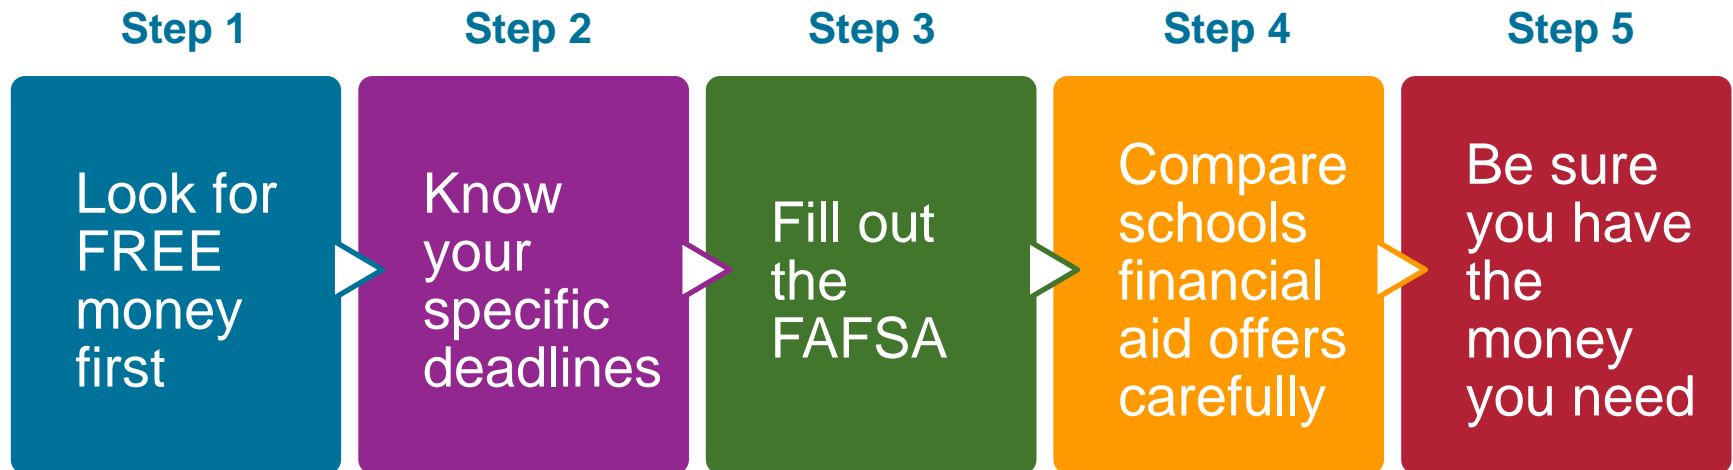 Step 1
Look for
FREE
money
first
Step 2
Know
your
specific
deadlines
Step 3
Fill out
the
FAFSA
Step 4
Compare
schools
financial
aid offers
carefully
Step 5
Be sure
you have
the
money
you need